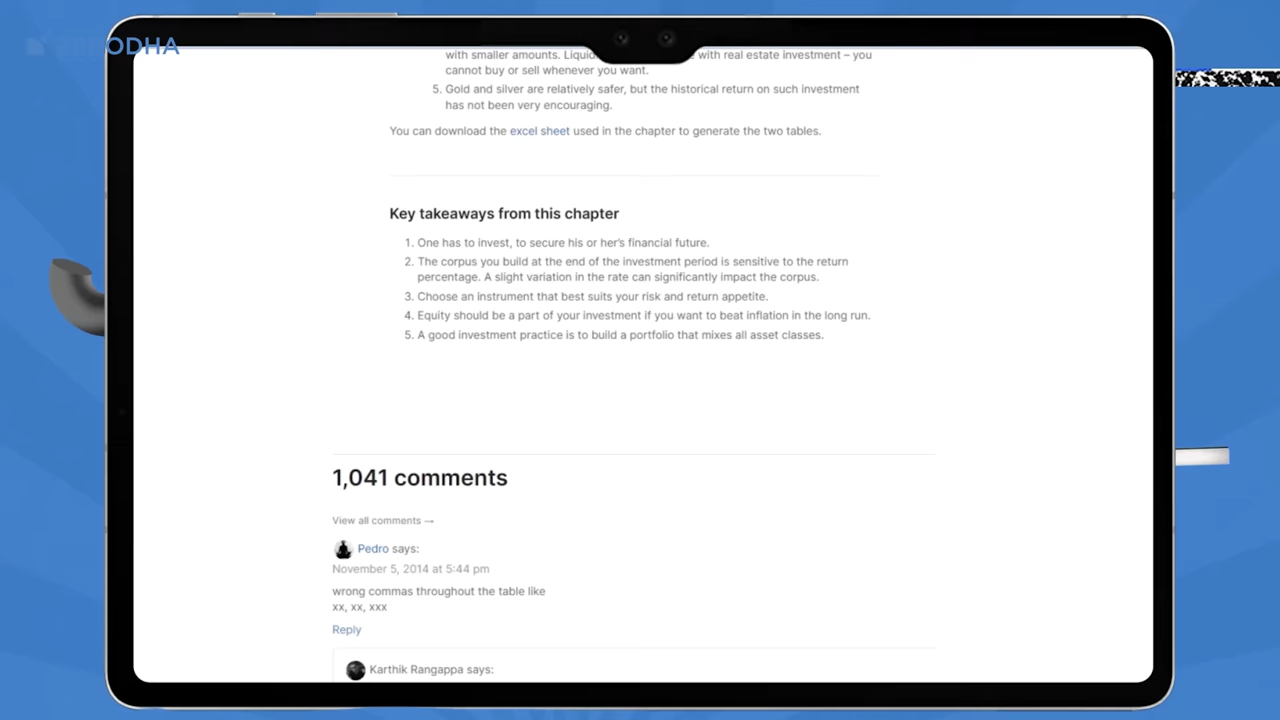 ODHA
with smaller amounts. with real estate investment – you
cannot buy or sell whenever you want.
5. Gold and silver are relatively safer, but the historical return on such investment
has not been very encouraging.
You can download the excel sheet used in the chapter to generate the two tables.
Key takeaways from this chapter
1. One has to invest, to secure his or her's financial future.
2. The corpus you build at the end of the investment period is sensitive to the return
percentage. A slight variation in the rate can significantly impact the corpus.
3. Choose an instrument that best suits your risk and return appetite.
4. Equity should be a part of your investment if you want to beat inflation in the long run.
5. A good investment practice is to build a portfolio that mixes all asset classes.
1,041 comments
View all comments →
Pedro says:
November 5, 2014 at 5:44 pm
wrong commas throughout the table like
xx, xx, xxx
Reply
Karthik Rangappa says: